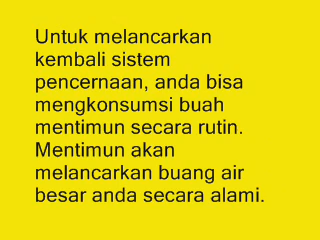 Untuk melancarkan
kembali sistem
pencernaan, anda bisa
mengkonsumsi buah
mentimun secara rutin.
Mentimun akan
melancarkan buang air
besar anda secara alami.